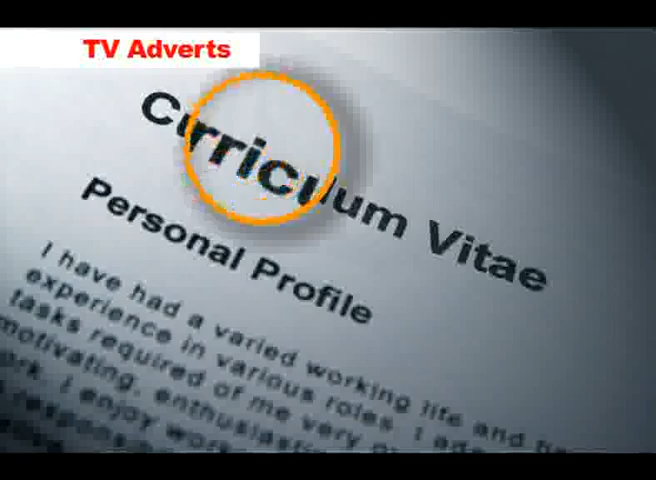 TV Adverts
Curriculum Vitae
Personal Profile
I have had a varied working life and
experience in various roles. I
tasks required of me very
motivating, enthusiastic
I enjoy